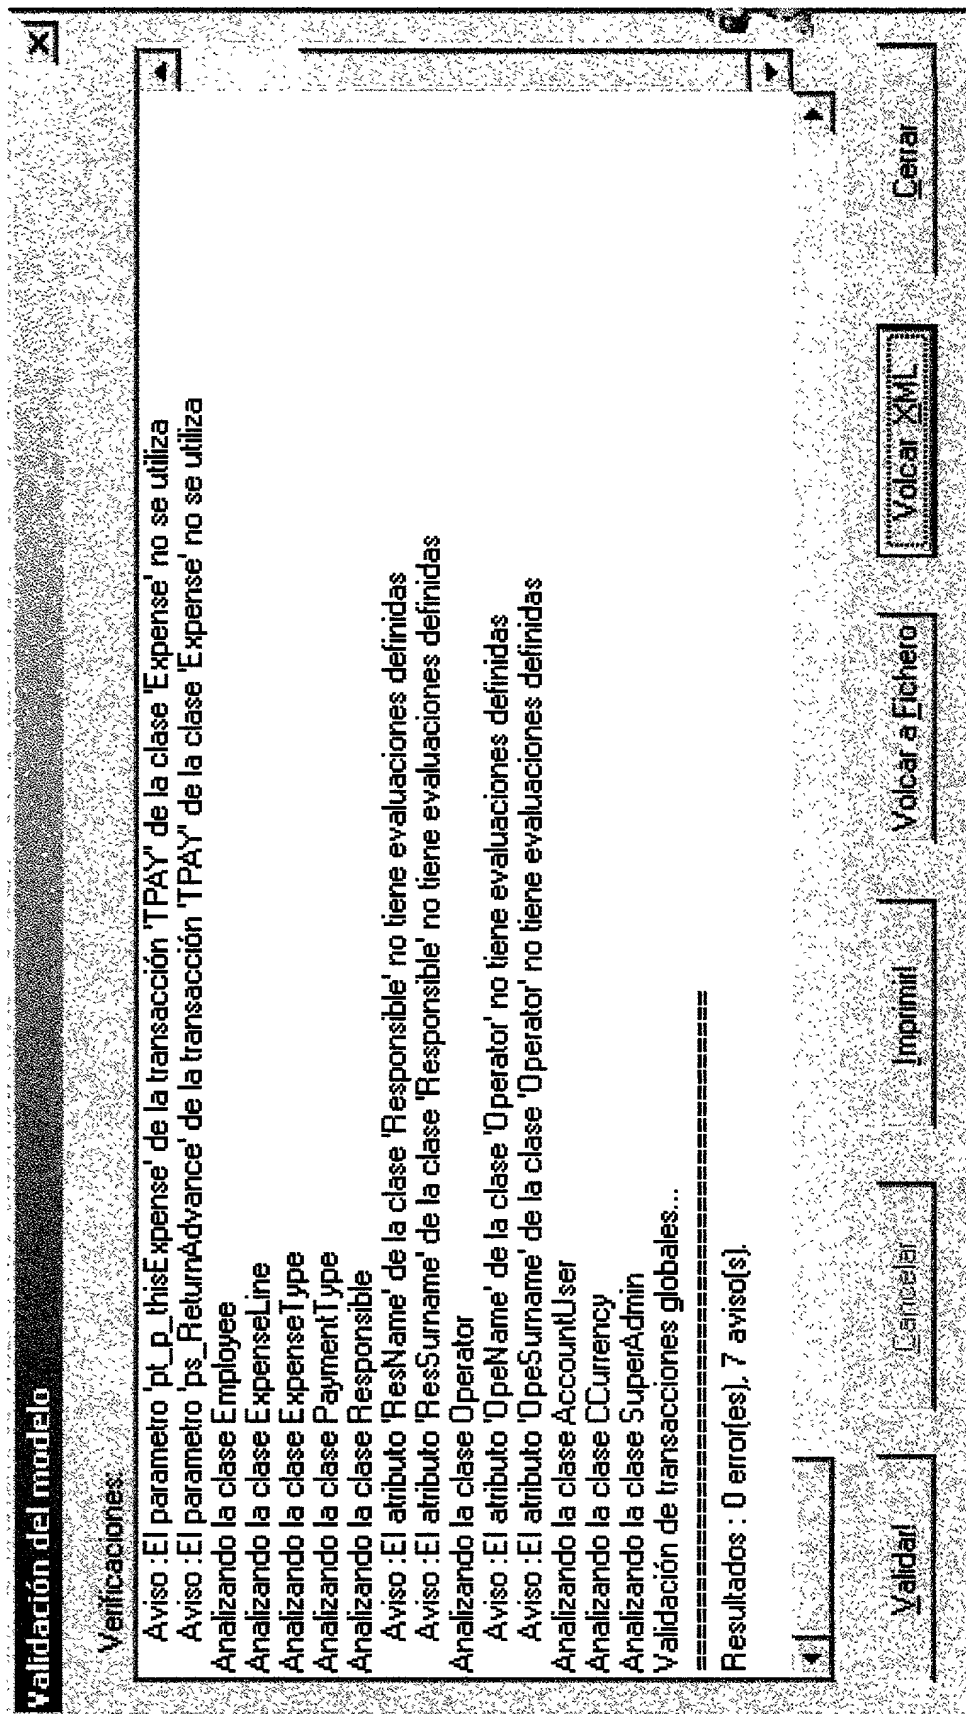 Validación del modelo
Verificaciones:
Aviso :El parametro 'pt_p_thisExpense' de la transacción 'TPAY' de la clase 'Expense' no se utiliza
Aviso :El parametro 'ps_ReturnAdvance' de la transacción 'TPAY' de la clase 'Expense' no se utiliza
Analizando la clase Employee
Analizando la clase ExpenseLine
Analizando la clase ExpenseType
Analizando la clase PaymentType
Analizando la clase Responsible
Aviso :El atributo 'ResName' de la clase 'Responsible' no tiene evaluaciones definidas
Aviso :El atributo 'ResSurname' de la clase 'Responsible' no tiene evaluaciones definidas
Analizando la clase Operator
Aviso :El atributo 'OpeName' de la clase 'Operator' no tiene evaluaciones definidas
Aviso :El atributo 'OpeSurname' de la clase 'Operator' no tiene evaluaciones definidas
Analizando la clase AccountUser
Analizando la clase CCurrency
Analizando la clase SuperAdmin
Validación de transacciones globales...
========================================
Resultados : 0 error(es), 7 aviso(s).
Validar!
Cancelar
Imprimir!
Volcar a Fichero
Volcar XML
Cerrar